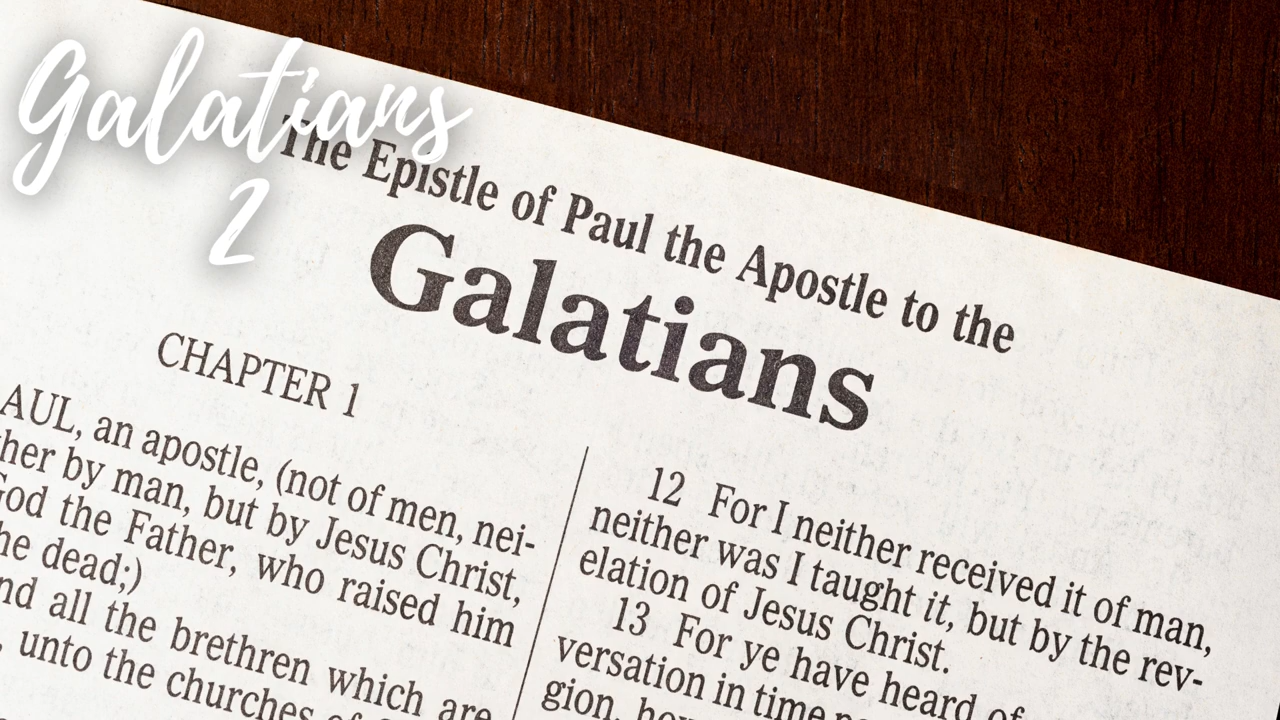 Galatians
2
The Epistle of Paul the Apostle to the
Galatians
CHAPTER 1
AUL, an apostle, (not of men, nei-
ther by man, but by Jesus Christ,
God the Father, who raised him
he dead;)
nd all the brethren which are
, unto the churches of
12 For I neither received it of man,
neither was I taught it, but by the rev-
elation of Jesus Christ.
13 For ye have heard of
versation in time
gion, how